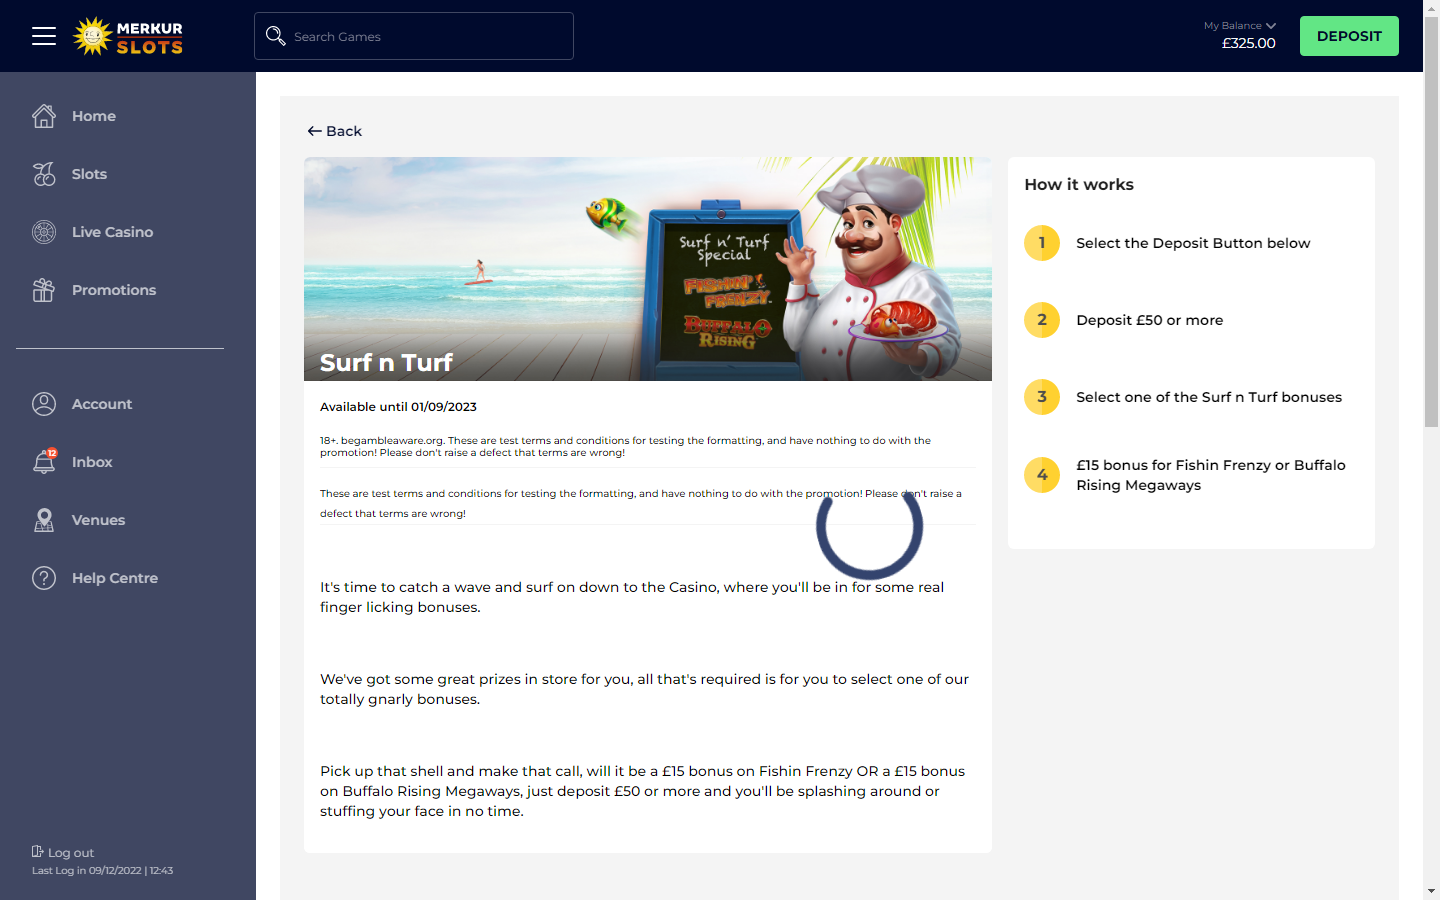 MERKUR
SLOTS
Search Games
My Balance
£325.00
DEPOSIT
Home
Slots
Live Casino
Promotions
Account
12
Inbox
Venues
Help Centre
Log out
Last Log in 09/12/2022 | 12:43
Back
Surf n' Turf
Special
FISHIN' FRENZY™
BUFFALO
RISING
Surf n Turf
Available until 01/09/2023
18+. begambleaware.org. These are test terms and conditions for testing the formatting, and have nothing to do with the
promotion! Please don't raise a defect that terms are wrong!
These are test terms and conditions for testing the formatting, and have nothing to do with the promotion! Please don't raise a
defect that terms are wrong!
It's time to catch a wave and surf on down to the Casino, where you'll be in for some real
finger licking bonuses.
We've got some great prizes in store for you, all that's required is for you to select one of our
totally gnarly bonuses.
Pick up that shell and make that call, will it be a £15 bonus on Fishin Frenzy OR a £15 bonus
on Buffalo Rising Megaways, just deposit £50 or more and you'll be splashing around or
stuffing your face in no time.
How it works
1 Select the Deposit Button below
2 Deposit £50 or more
3 Select one of the Surf n Turf bonuses
4 £15 bonus for Fishin Frenzy or Buffalo
Rising Megaways